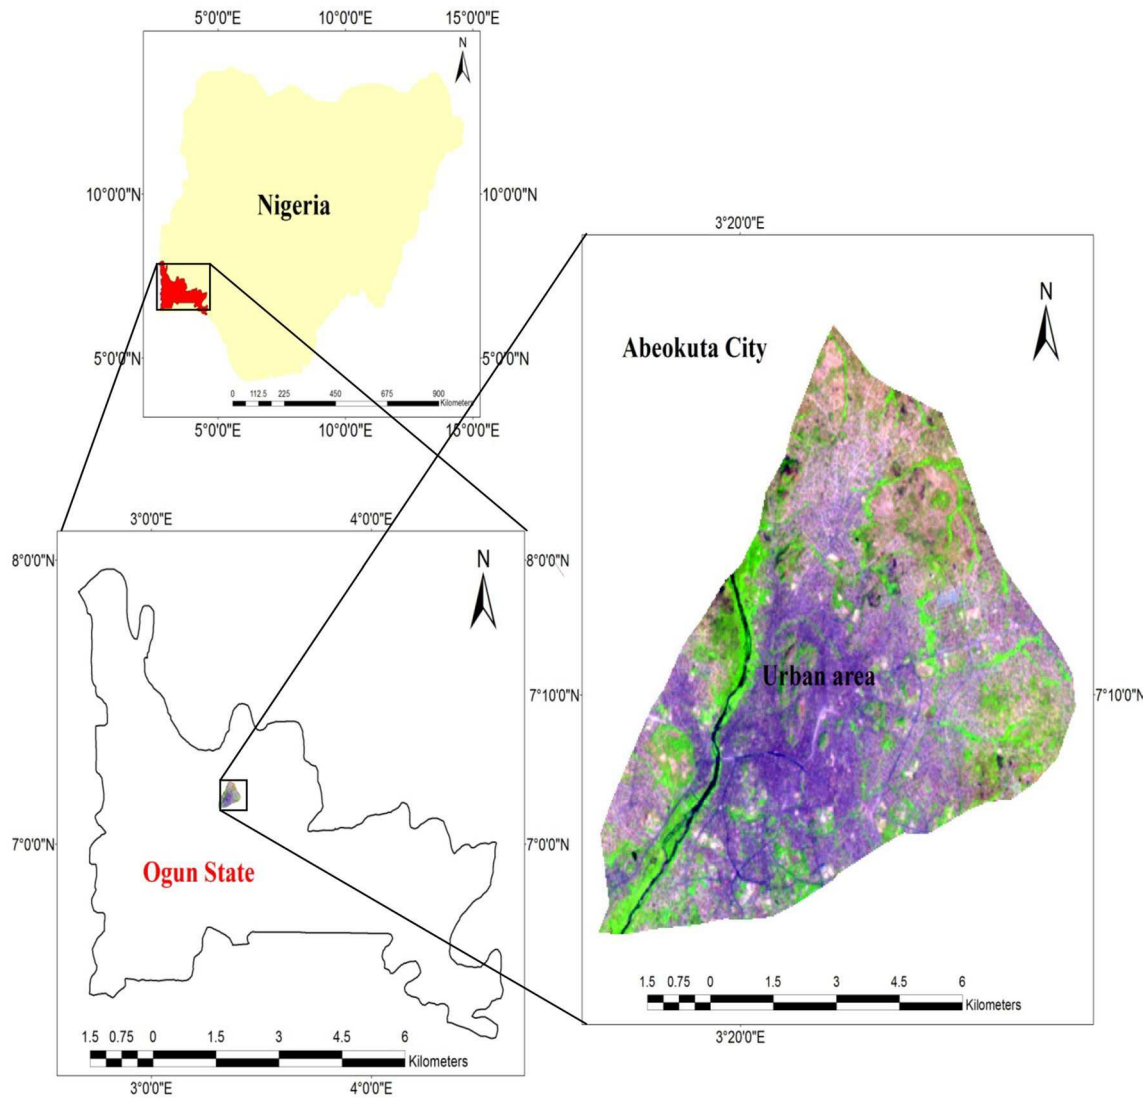 5°0'0"E 10°0'0"E 15°0'0"E
N
10°0'0"N 10°0'0"N
Nigeria
5°0'0"N 5°0'0"N
0 112.5 225 450 675 900
Kilometers
5°0'0"E 10°0'0"E 15°0'0"E
3°20'0"E
N
Abeokuta City
Urban area
7°10'0"N
1.5 0.75 0 1.5 3 4.5 6
Kilometers
3°20'0"E
3°0'0"E 4°0'0"E
8°0'0"N 8°0'0"N
N
7°0'0"N 7°0'0"N
Ogun State
1.5 0.75 0 1.5 3 4.5 6
Kilometers
3°0'0"E 4°0'0"E